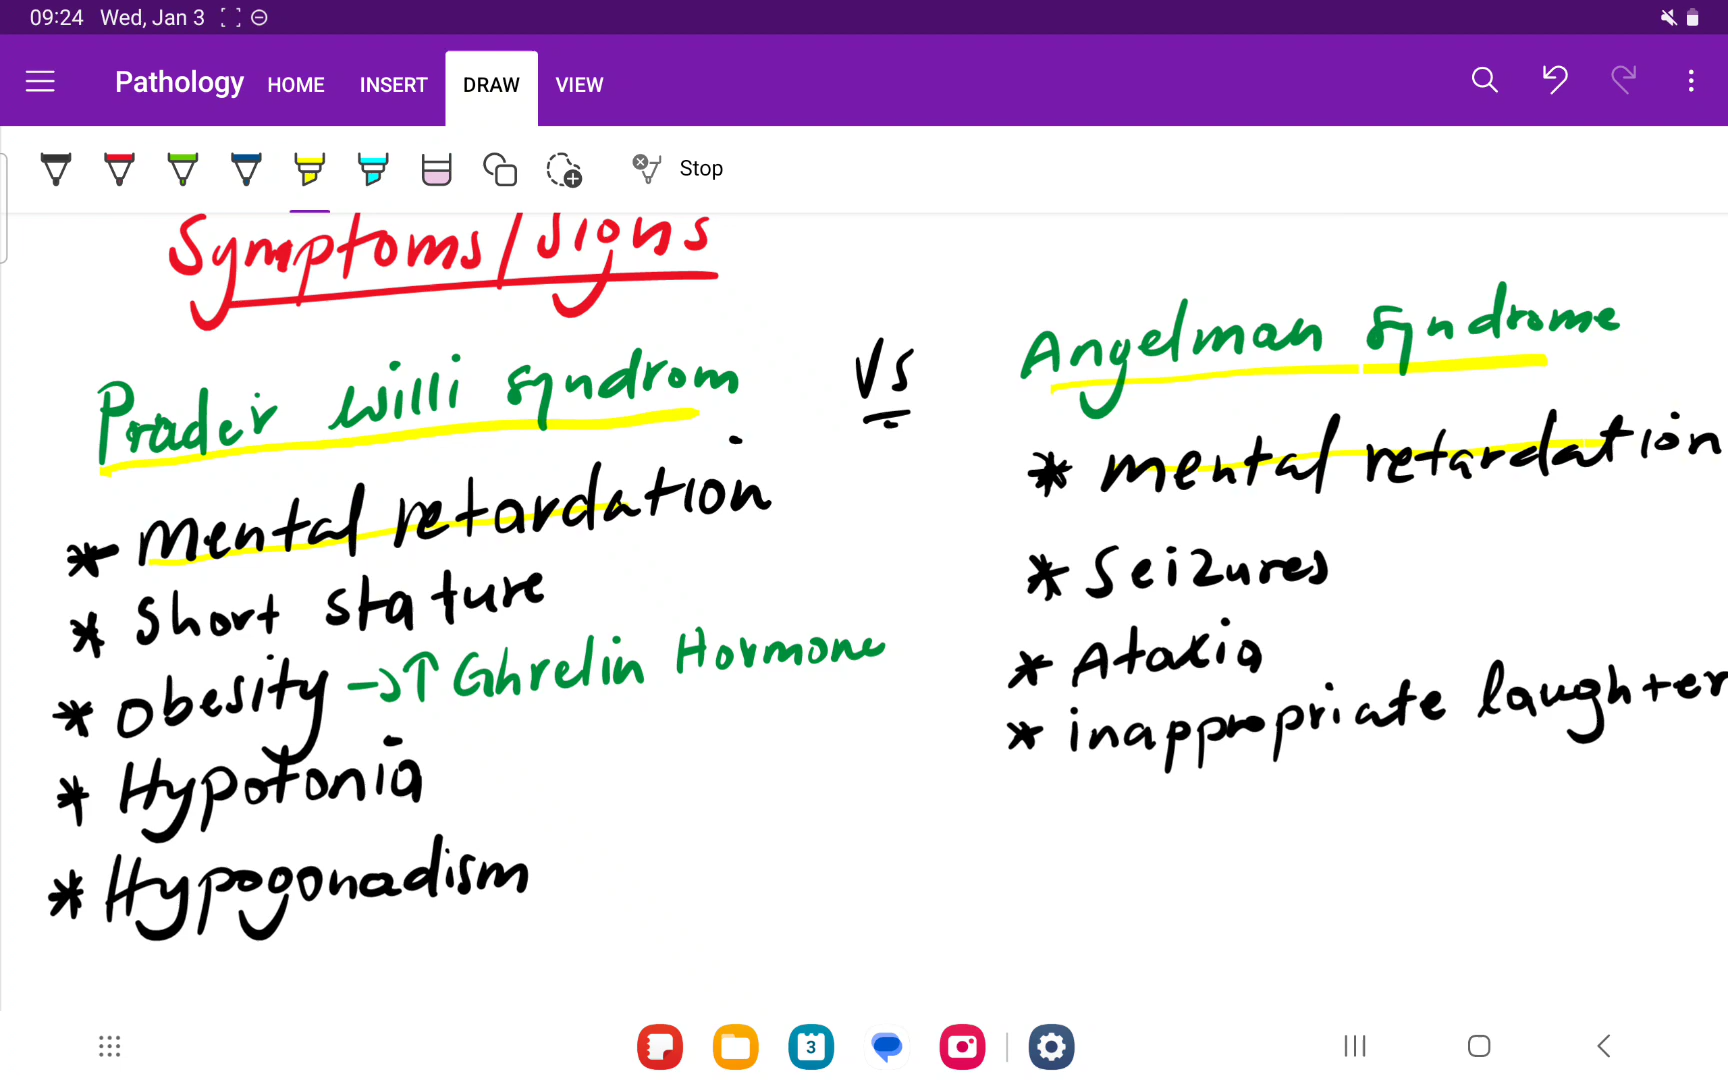 09:24 Wed, Jan 3
Pathology HOME INSERT DRAW VIEW
Stop
Symptoms/signs
Prader willi syndrom
VS
Angelman syndrome
* mental retardation
* Short stature
* Obesity → ↑ Ghrelin Hormone
* Hypotonia
* Hypogonadism
* mental retardation
* Seizures
* Ataxia
* inappropriate laughter
3